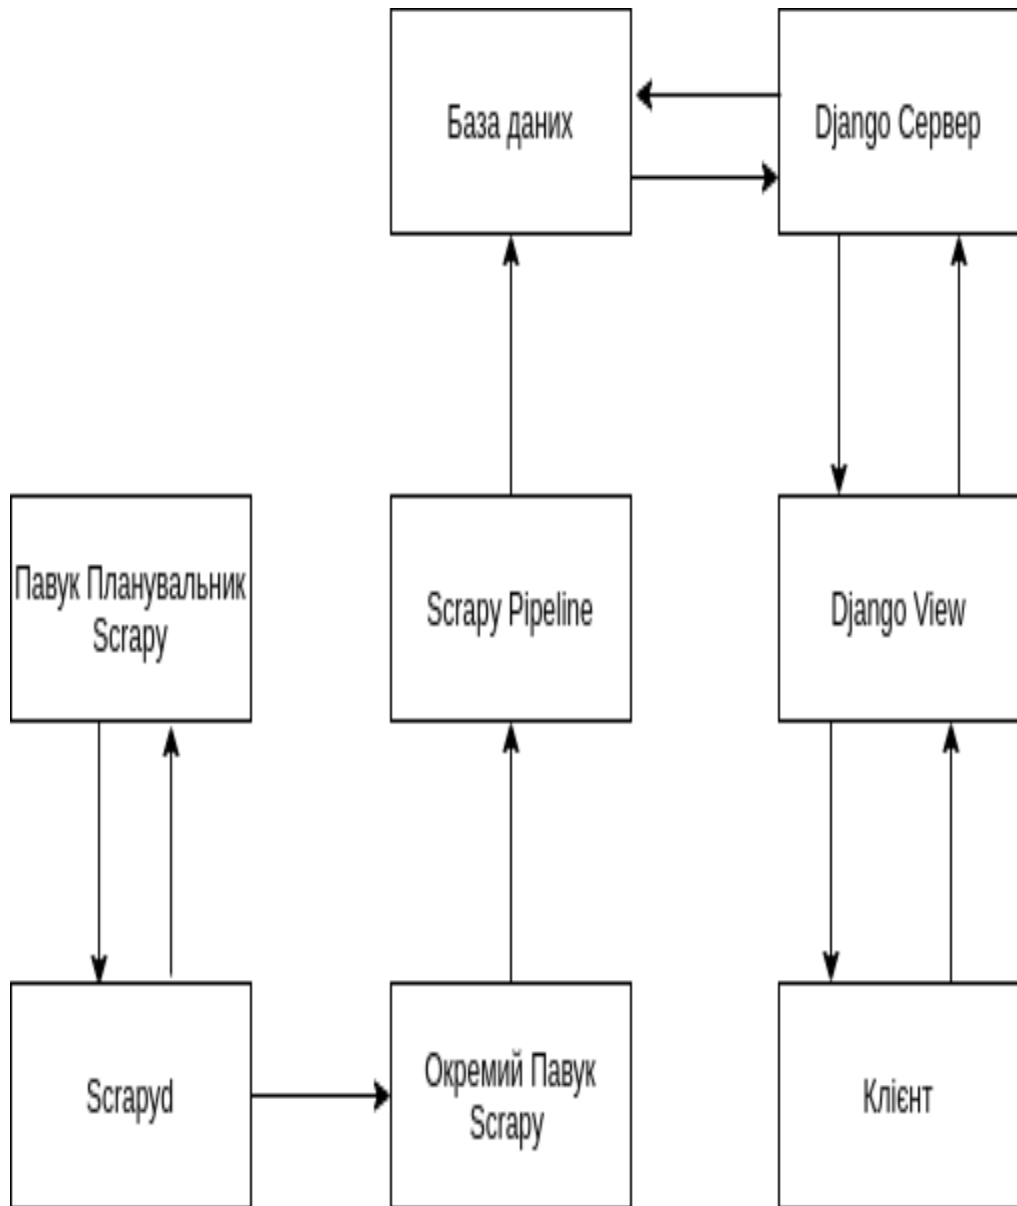 База даних
Django Сервер
Павук Планувальник
Scrapy
Scrapy Pipeline
Django View
Scrapyd
Окремий Павук
Scrapy
Клієнт